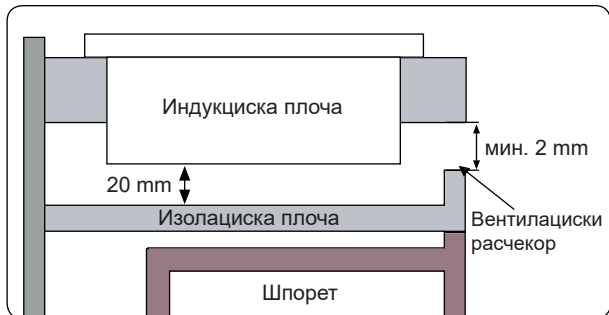 Индукциска плоча
мин. 2 mm
20 mm
Изолациска плоча
Вентилациски
расчекор
Шпорет